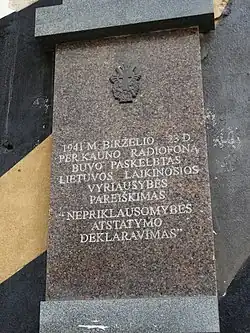 1941 M. BIRŽELIO 23 D.
PER KAUNO RADIOFONĄ
BUVO PASKELBTAS
LIETUVOS LAIKINOSIOS
VYRIAUSYBĖS
PAREIŠKIMAS
"NEPRIKLAUSOMYBĖS
ATSTATYMO
DEKLARAVIMAS"